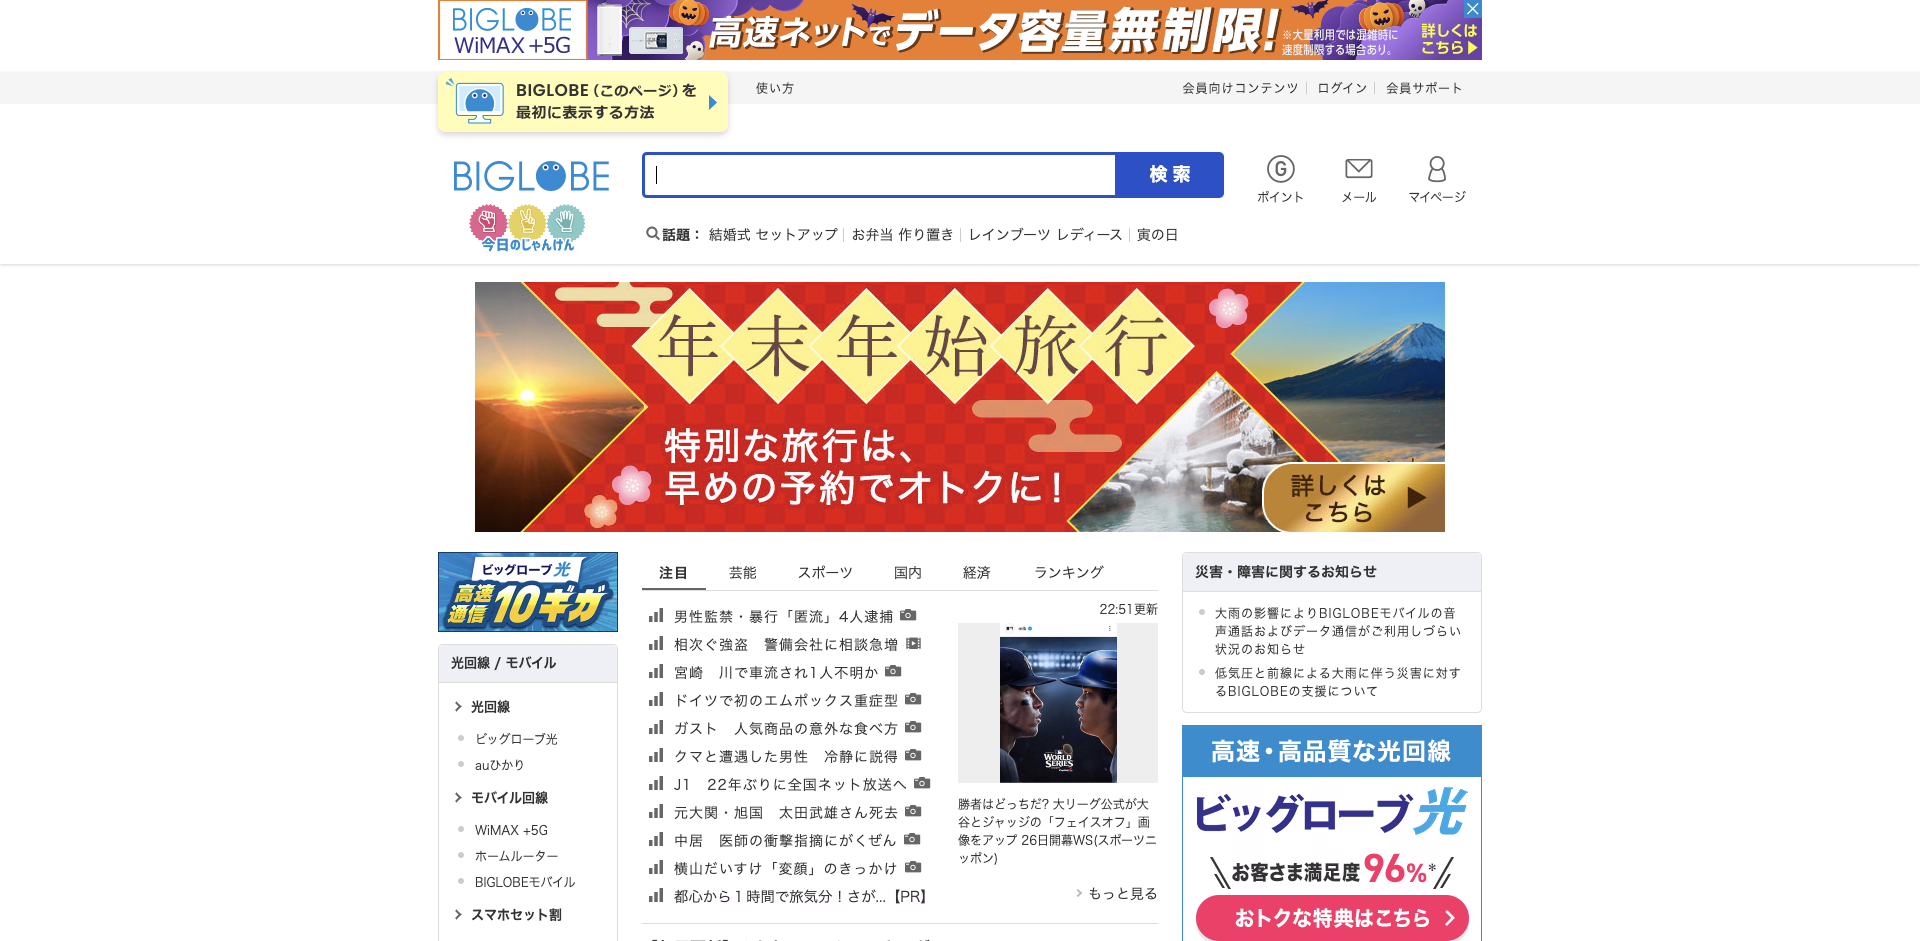 BIGLOBE
WiMAX +5G
高速ネットでデータ容量無制限!
※大量利用では混雑時に
速度制限する場合あり。
詳しくは
こちら
BIGLOBE（このページ）を
最初に表示する方法
使い方
会員向けコンテンツ
ログイン
会員サポート
BIGLOBE
今日のじゃんけん
検 索
ポイント
メール
マイページ
話題：
結婚式 セットアップ
お弁当 作り置き
レインブーツ レディース
寅の日
年末年始旅行
特別な旅行は、
早めの予約でオトクに!
詳しくは
こちら
ビッグローブ光
高速
通信
10ギガ
光回線 / モバイル
光回線
ビッグローブ光
auひかり
モバイル回線
WiMAX +5G
ホームルーター
BIGLOBEモバイル
スマホセット割
注目
芸能
スポーツ
国内
経済
ランキング
男性監禁・暴行「匿流」4人逮捕
相次ぐ強盗　警備会社に相談急増
宮崎　川で車流され1人不明か
ドイツで初のエムポックス重症型
ガスト　人気商品の意外な食べ方
クマと遭遇した男性　冷静に説得
J1　22年ぶりに全国ネット放送へ
元大関・旭国　太田武雄さん死去
中居　医師の衝撃指摘にがくぜん
横山だいすけ「変顔」のきっかけ
都心から１時間で旅気分！さが...【PR】
22:51更新
WORLD
SERIES
勝者はどっちだ? 大リーグ公式が大
谷とジャッジの「フェイスオフ」画
像をアップ 26日開幕WS(スポーツニ
ッポン)
もっと見る
災害・障害に関するお知らせ
大雨の影響によりBIGLOBEモバイルの音
声通話およびデータ通信がご利用しづらい
状況のお知らせ
低気圧と前線による大雨に伴う災害に対す
るBIGLOBEの支援について
高速・高品質な光回線
ビッグローブ光
お客さま満足度96%※
おトクな特典はこちら